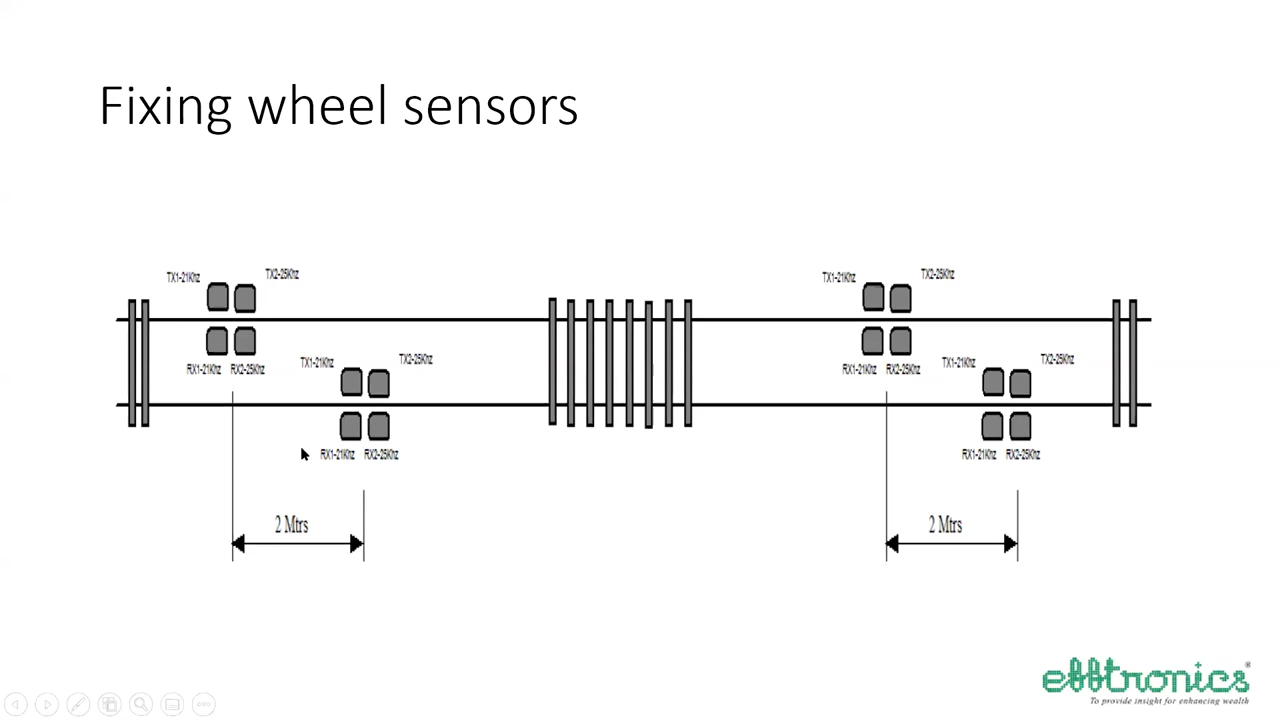 Fixing wheel sensors
TX1-21Khz TX2-25Khz
TX1-21Khz TX2-25Khz
RX1-21Khz RX2-25Khz
TX1-21Khz TX2-25Khz
RX1-21Khz RX2-25Khz
TX1-21Khz TX2-25Khz
RX1-21Khz RX2-25Khz
RX1-21Khz RX2-25Khz
2 Mtrs
2 Mtrs
efftronics®
To provide insight for enhancing wealth